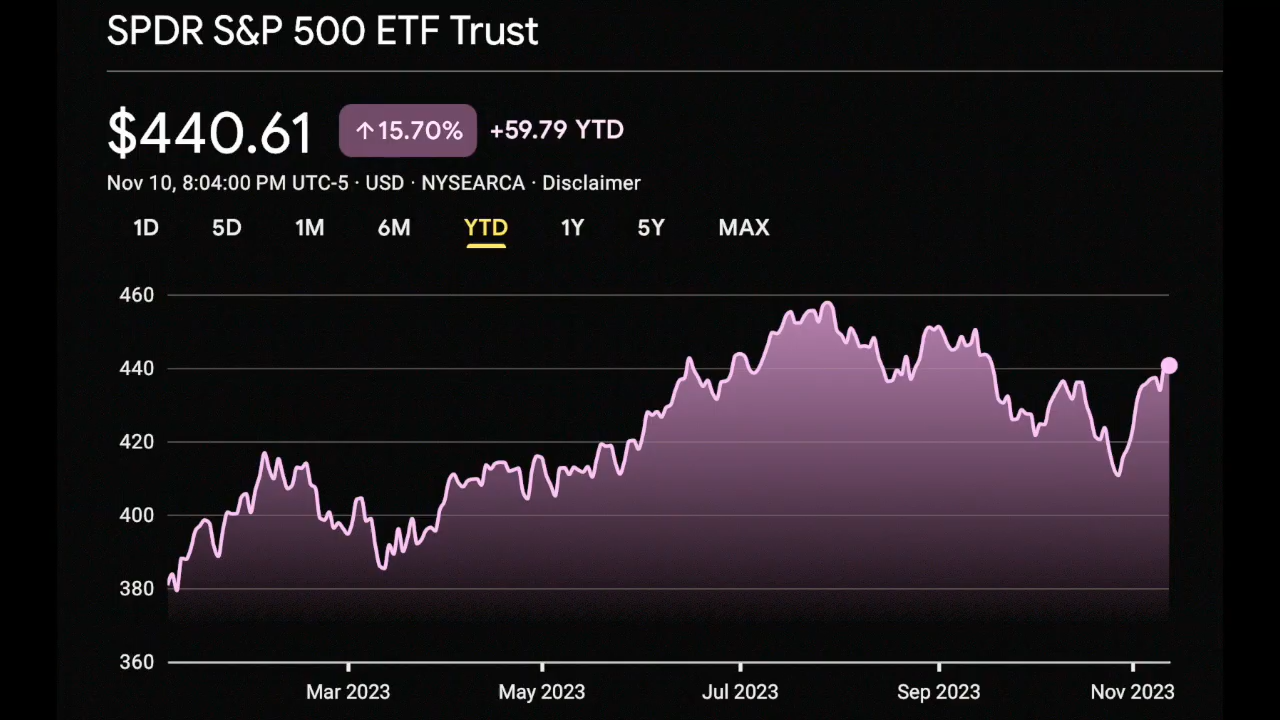 SPDR S&P 500 ETF Trust
$440.61 ↑15.70% +59.79 YTD
Nov 10, 8:04:00 PM UTC-5 · USD · NYSEARCA · Disclaimer
1D 5D 1M 6M YTD 1Y 5Y MAX
460
440
420
400
380
360
Mar 2023 May 2023 Jul 2023 Sep 2023 Nov 2023